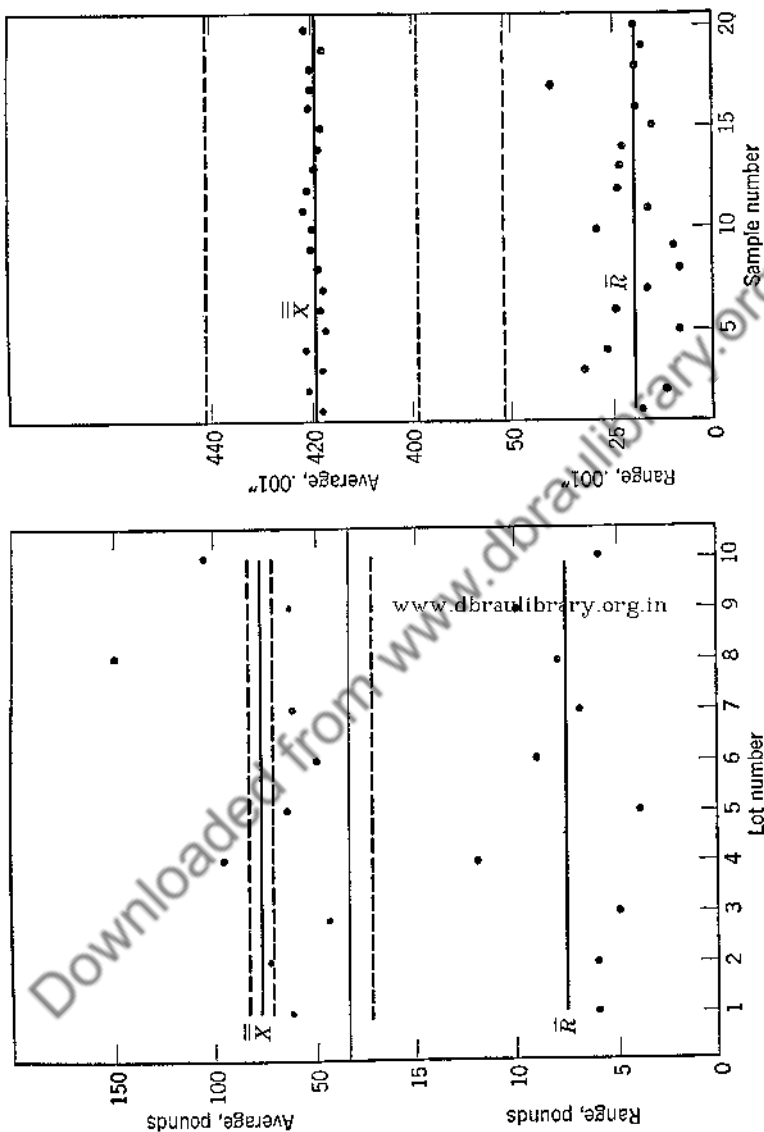 Average, .001"
440
420
400
X
Range, .001"
50
25
0
R
5
10
15
20
Sample number
Average, pounds
150
100
50
X
Range, pounds
15
10
5
0
R
1
2
3
4
5
6
7
8
9
10
Lot number
www.dbraulibrary.org.in
Downloaded from www.dbraulibrary.org